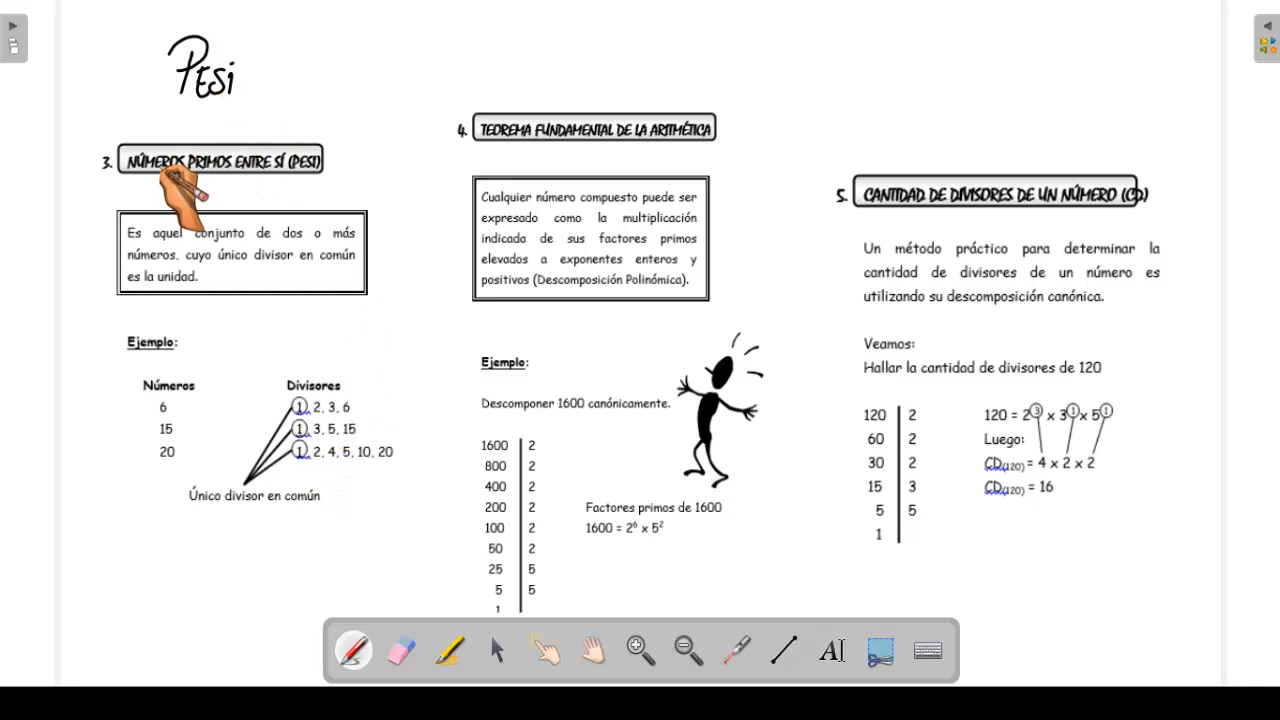 PESi
3. NÚMEROS PRIMOS ENTRE SÍ (PESI)
Es aquel conjunto de dos o más
números, cuyo único divisor en común
es la unidad.
Ejemplo:
Números Divisores
6 1, 2, 3, 6
15 1, 3, 5, 15
20 1, 2, 4, 5, 10, 20
Único divisor en común
4. TEOREMA FUNDAMENTAL DE LA ARITMÉTICA
Cualquier número compuesto puede ser
expresado como la multiplicación
indicada de sus factores primos
elevados a exponentes enteros y
positivos (Descomposición Polinómica).
Ejemplo:
Descomponer 1600 canónicamente.
1600 2
800 2
400 2
200 2
100 2
50 2
25 5
5 5
1
Factores primos de 1600
1600 = 2⁶ x 5²
5. CANTIDAD DE DIVISORES DE UN NÚMERO (CD)
Un método práctico para determinar la
cantidad de divisores de un número es
utilizando su descomposición canónica.
Veamos:
Hallar la cantidad de divisores de 120
120 2
60 2
30 2
15 3
5 5
1
120 = 2³ x 3¹ x 5¹
Luego:
CD₍₁₂₀₎ = 4 x 2 x 2
CD₍₁₂₀₎ = 16
AI